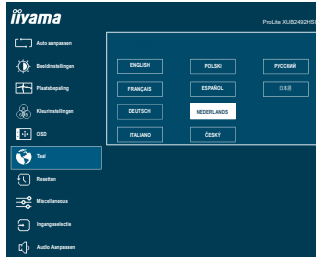 iiyama
ProLite XUB2492HS
Auto aanpassen
Beeldinstellingen
ENGLISH
POLSKI
РУССКИЙ
Plaatsbepaling
FRANÇAIS
ESPAÑOL
日本語
Kleurinstellingen
DEUTSCH
NEDERLANDS
OSD
ITALIANO
ČESKÝ
Taal
Resetten
Miscellaneous
Ingangsselectie
Audio Aanpassen